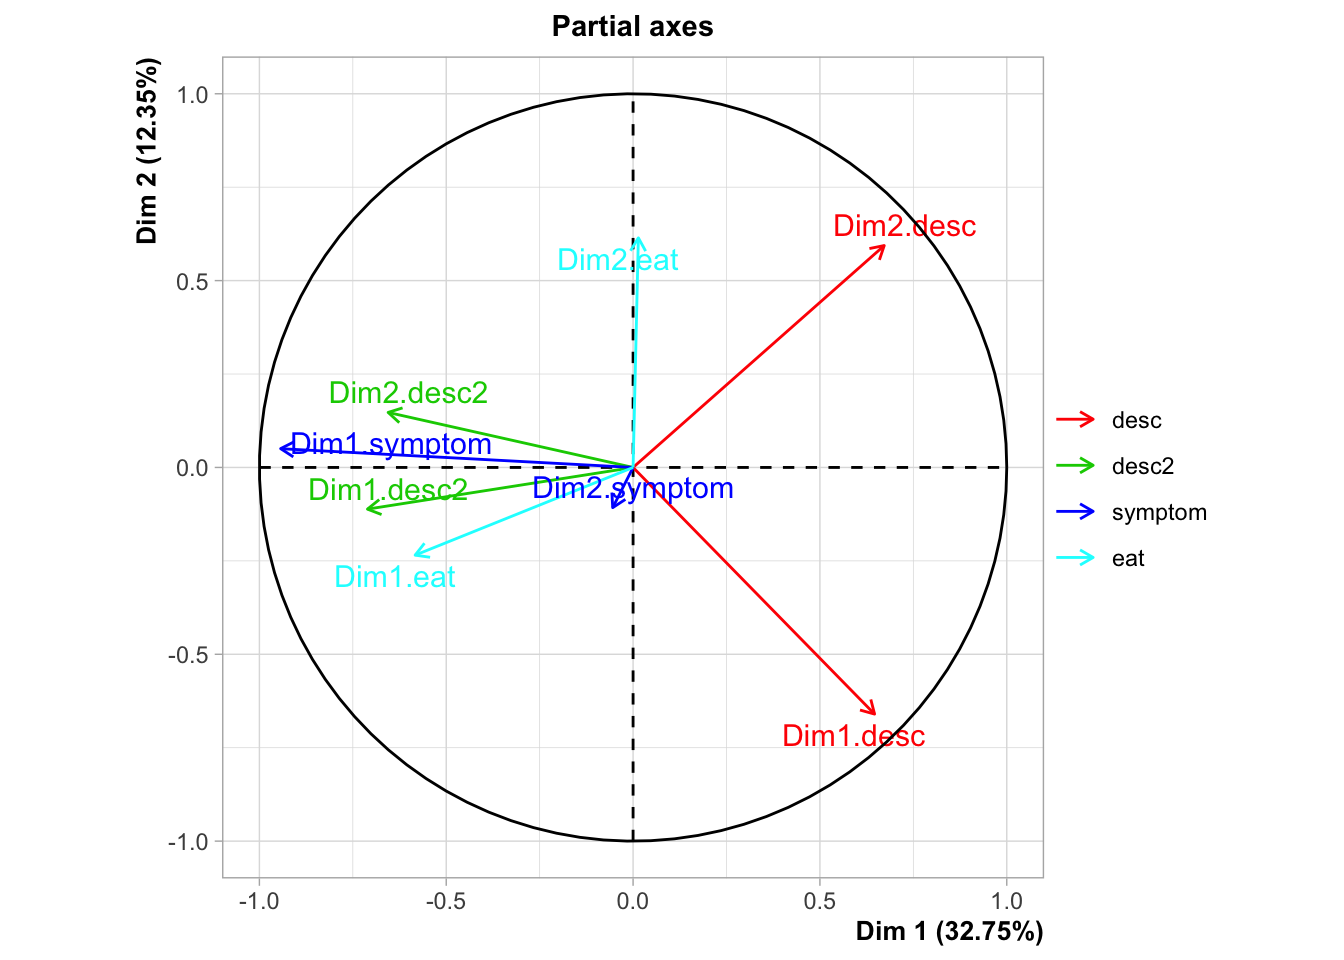 Partial axes
Dim 2 (12.35%)
1.0
0.5
0.0
-0.5
-1.0
Dim2.desc
Dim2.eat
Dim2.desc2
Dim1.symptom
Dim1.desc2
Dim2.symptom
Dim1.eat
Dim1.desc
desc
desc2
symptom
eat
-1.0
-0.5
0.0
0.5
1.0
Dim 1 (32.75%)